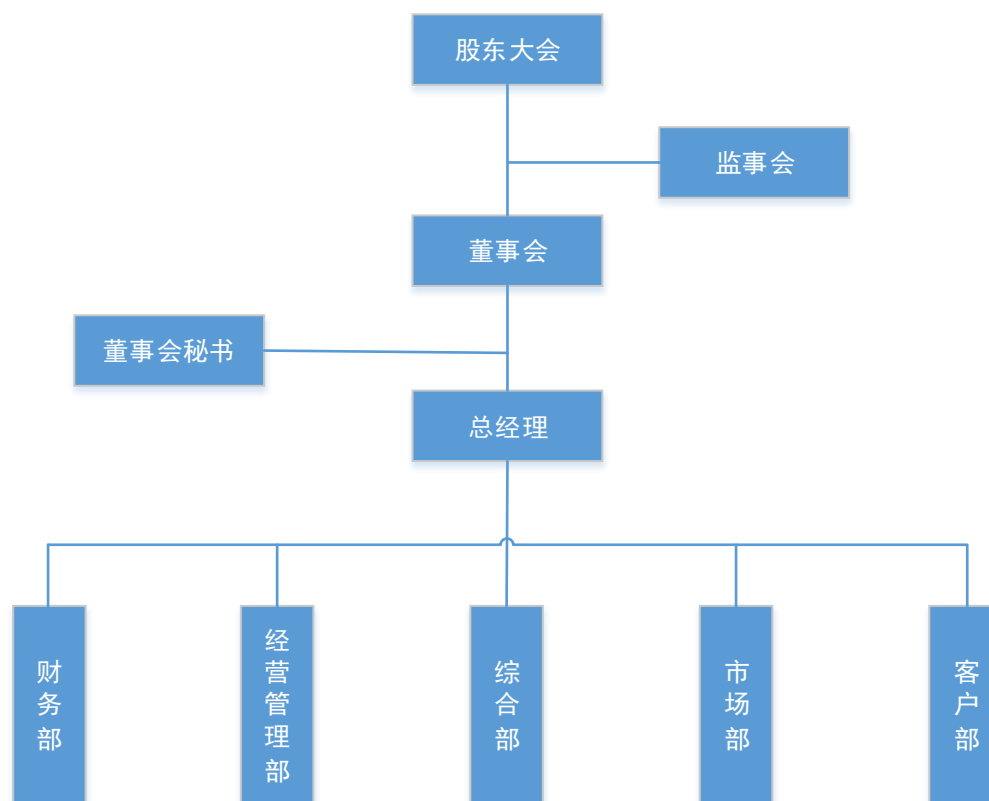 股东大会
监事会
董事会
董事会秘书
总经理
财务部
经营管理部
综合部
市场部
客户部